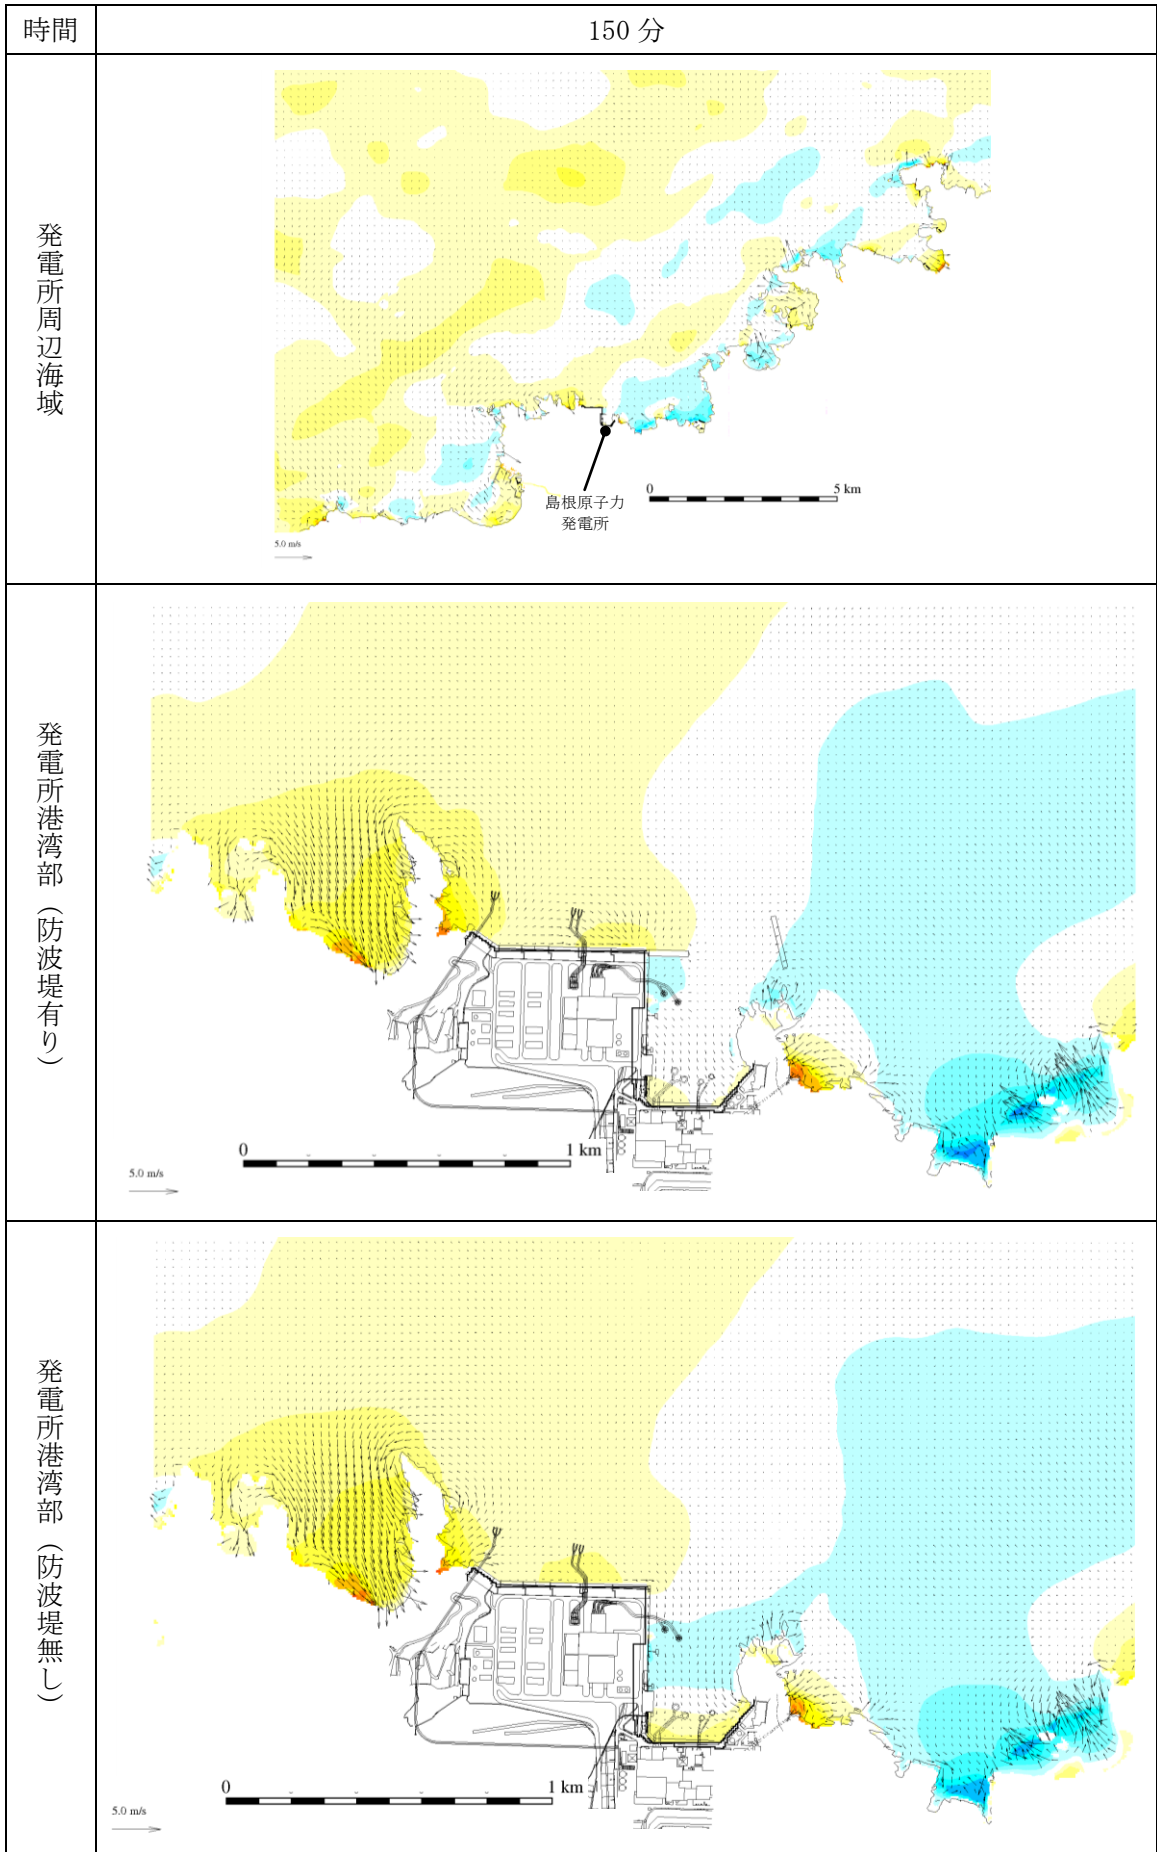 時間
150 分
発電所周辺海域
島根原子力
発電所
0 5 km
5.0 m/s
発電所港湾部（防波堤有り）
0 1 km
5.0 m/s
発電所港湾部（防波堤無し）
0 1 km
5.0 m/s